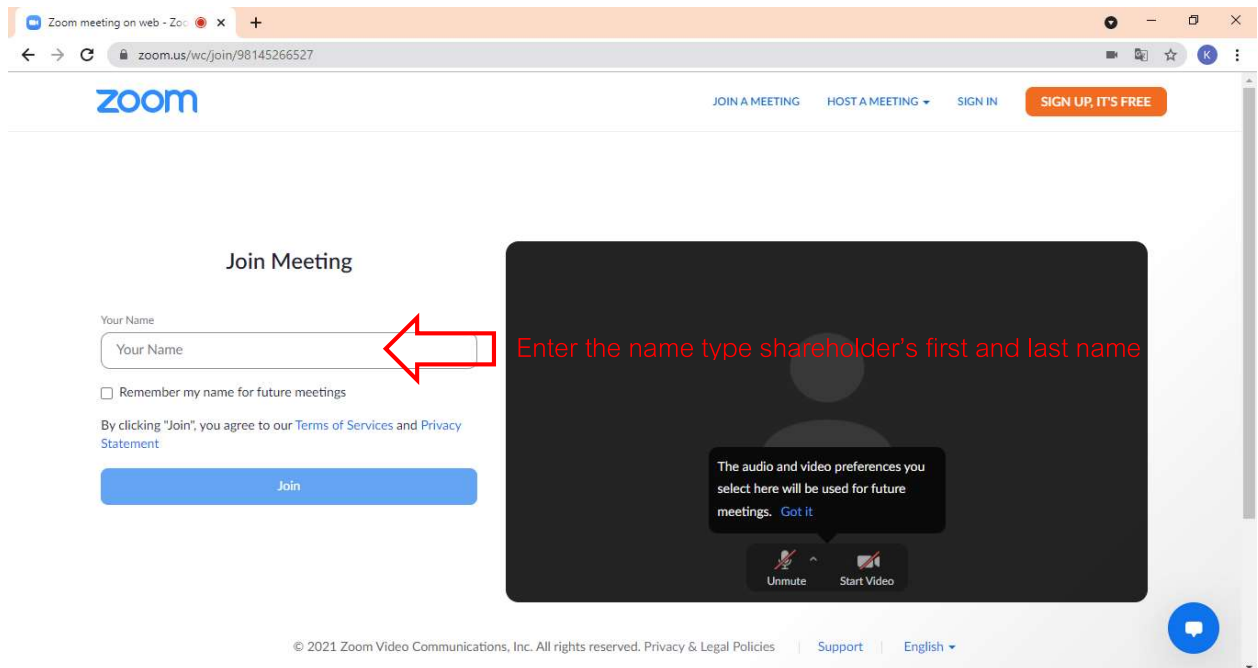 Zoom meeting on web - Zoo
zoom.us/wc/join/98145266527
K
zoom
JOIN A MEETING
HOST A MEETING
SIGN IN
SIGN UP, IT'S FREE
Join Meeting
Your Name
Your Name
Enter the name type shareholder's first and last name
Remember my name for future meetings
By clicking "Join", you agree to our Terms of Services and Privacy
Statement
Join
The audio and video preferences you
select here will be used for future
meetings. Got it
Unmute
Start Video
© 2021 Zoom Video Communications, Inc. All rights reserved. Privacy & Legal Policies | Support | English